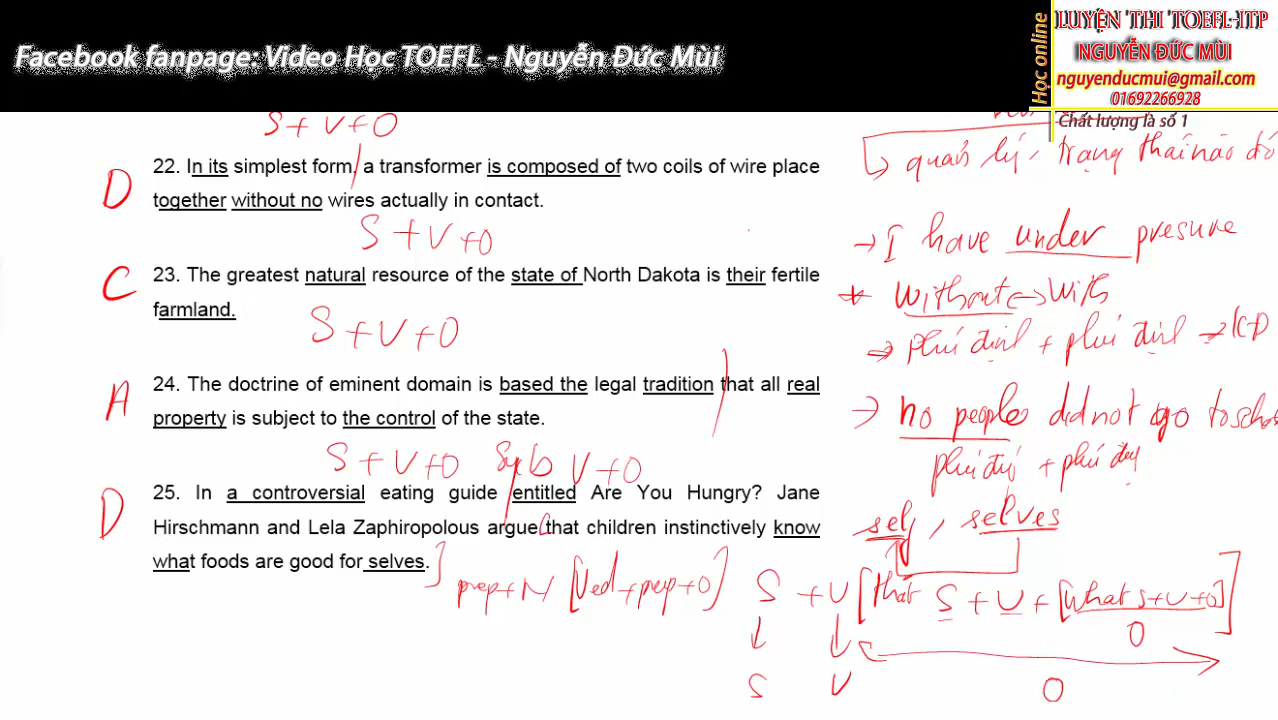 Facebook fanpage: Video Học TOEFL - Nguyễn Đức Mùi
Học online
LUYỆN THI TOEFL-ITP
NGUYỄN ĐỨC MÙI
nguyenducmui@gmail.com
01692266928
Chất lượng là số 1
S + V + O
quản lý, trạng thái nào đó
22. In its simplest form, a transformer is composed of two coils of wire place
together without no wires actually in contact.
D
S + V + O
→ I have under presure
23. The greatest natural resource of the state of North Dakota is their fertile
farmland.
C
S + V + O
* without ↔ with
→ phủ định + phủ định → KĐ
24. The doctrine of eminent domain is based the legal tradition that all real
property is subject to the control of the state.
A
S + V + O S V + O
→ no people did not go to
phủ định + phủ định
25. In a controversial eating guide entitled Are You Hungry? Jane
Hirschmann and Lela Zaphiropolous argue that children instinctively know
what foods are good for selves.
D
self, selves
prep + N [Ved + prep + O] S + V [that S + U + [what S + V + O]]
O
S V O